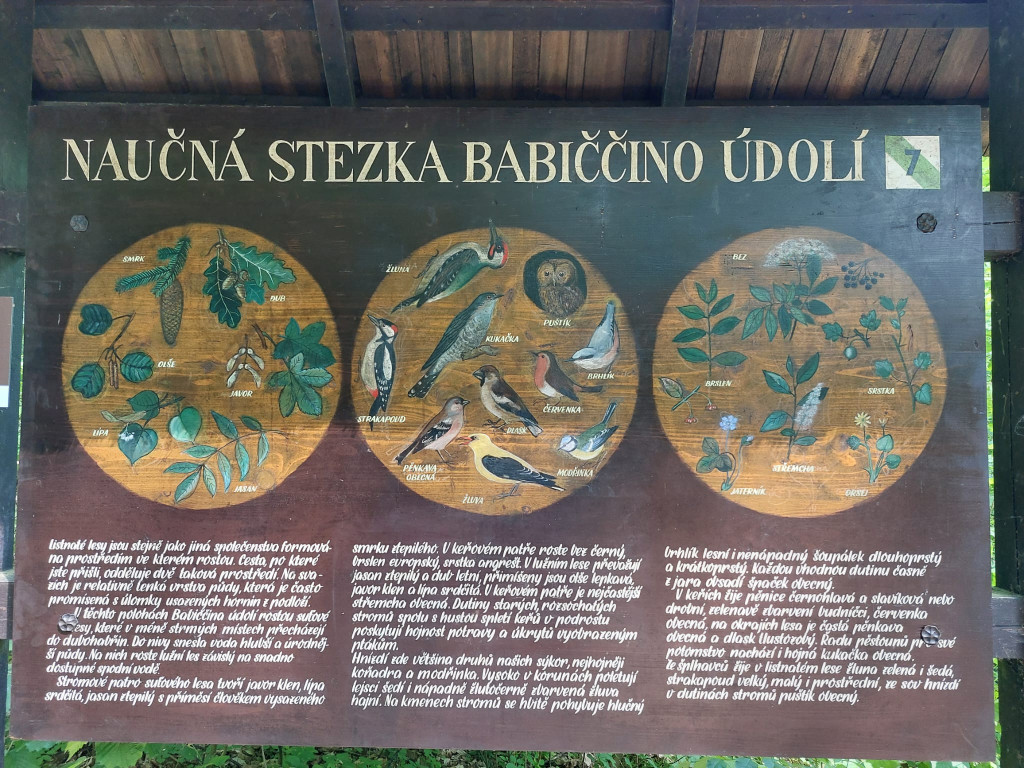 NAUČNÁ STEZKA BABIČČINO ÚDOLÍ
7
SMRK
DUB
OLŠE
JAVOR
LÍPA
JASAN
ŽLUNA
PUŠTÍK
KUKAČKA
BRHLÍK
ČERVENKA
STRAKAPOUD
DLASK
PĚNKAVA
OBECNÁ
MODŘINKA
ŽLUVA
BEZ
BRSLEN
SRSTKA
STŘEMCHA
JATERNÍK
ORSEJ
Listnaté lesy jsou stejně jako jiná společenstva formová-
na prostředím ve kterém rostou. Cesta, po které
jste přišli, odděluje dvě taková prostředí. Na sva-
zích je relativně tenká vrstva půdy, která je často
promísená s úlomky usazených hornin z podloží.
V těchto polohách Babiččina údolí rostou suťové
lesy, které v méně strmých místech přecházejí
do dubohabřin. Do nivy snesla voda hlubší a úrodněj-
ší půdy. Na nich roste lužní les závislý na snadno
dostupné spodní vodě.
Stromové patro suťového lesa tvoří javor klen, lípa
srdčitá, jasan ztepilý s příměsí člověkem vysazeného
smrku ztepilého. V keřovém patře roste bez černý,
brslen evropský, srstka angrešt. V lužním lese převažují
jasan ztepilý a dub letní, přimíšeny jsou olše lepkavá,
javor klen a lípa srdčitá. V keřovém patře je nejčastější
střemcha obecná. Dutiny starých, rozsochatých
stromů spolu s hustou spletí keřů v podrostu
poskytují hojnost potravy a úkrytů vyobrazeným
ptákům.
Hnízdí zde většina druhů našich sýkor, nejhojněji
koňadra a modřinka. Vysoko v korunách poletují
lejsci šedí i nápadně žlutočerně zbarvená žluva
hajní. Na kmenech stromů se hbitě pohybuje hlučný
brhlík lesní i nenápadný šoupálek dlouhoprstý
a krátkoprstý. Každou vhodnou dutinu časně
z jara obsadí špaček obecný.
V keřích žije pěnice černohlavá a slavíková nebo
drobní, zelenavě zbarvení budníčci, červenka
obecná, na okrajích lesa je častá pěnkava
obecná a dlask tlustozobý. Řadu pěstounů pro své
potomstvo nachází i hojná kukačka obecná.
Ze šplhavců žije v listnatém lese žluna zelená i šedá,
strakapoud velký, malý i prostřední, ze sov hnízdí
v dutinách stromů puštík obecný.